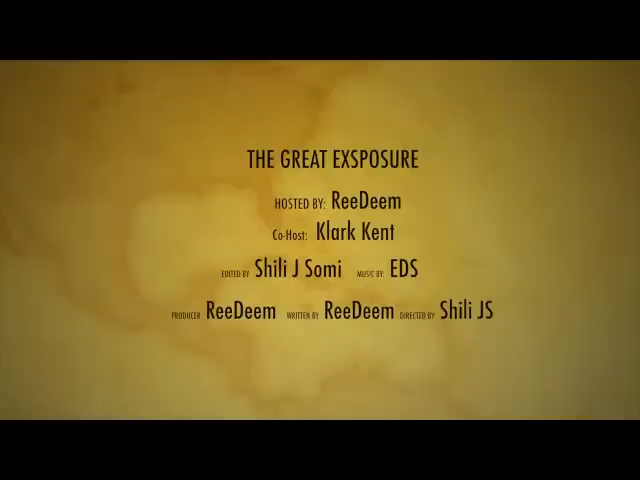 THE GREAT EXSPOSURE
HOSTED BY: ReeDeem
Co-Host: Klark Kent
EDITED BY Shili J Somi MUSIC BY: EDS
PRODUCER ReeDeem WRITTEN BY ReeDeem DIRECTED BY Shili JS